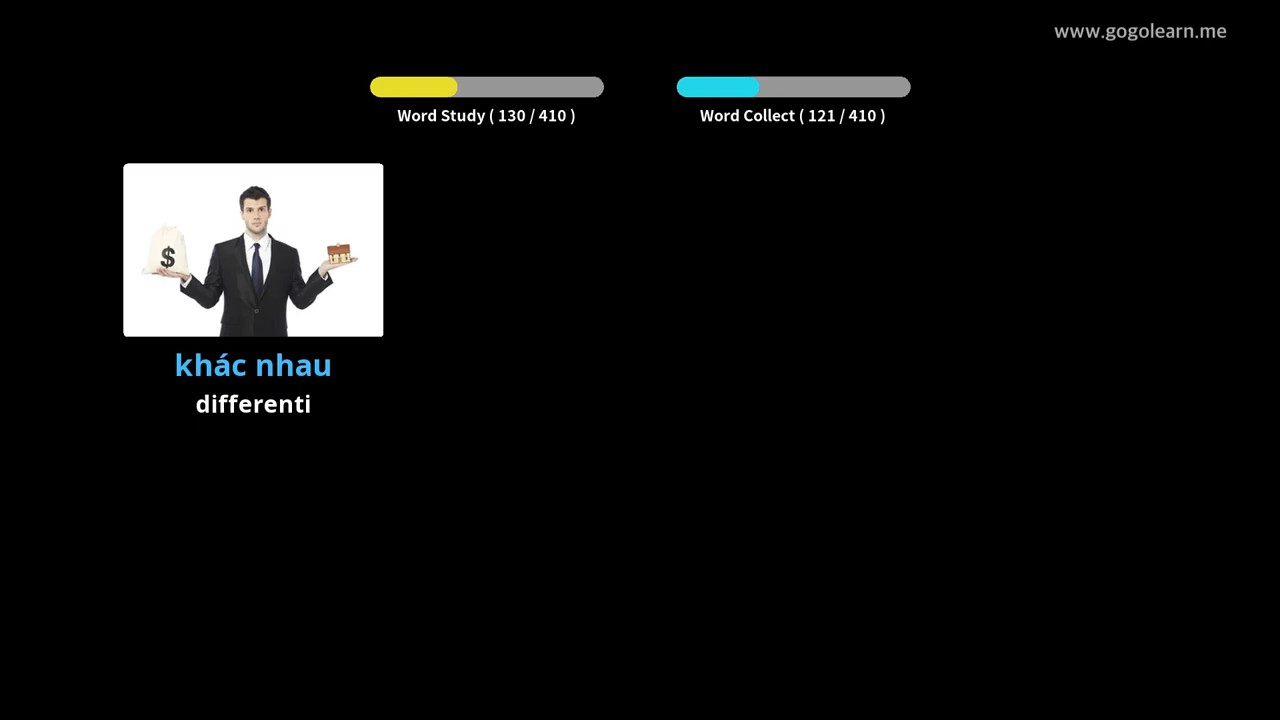 www.gogolearn.me
Word Study ( 130 / 410 )
Word Collect ( 121 / 410 )
$
khác nhau
differenti